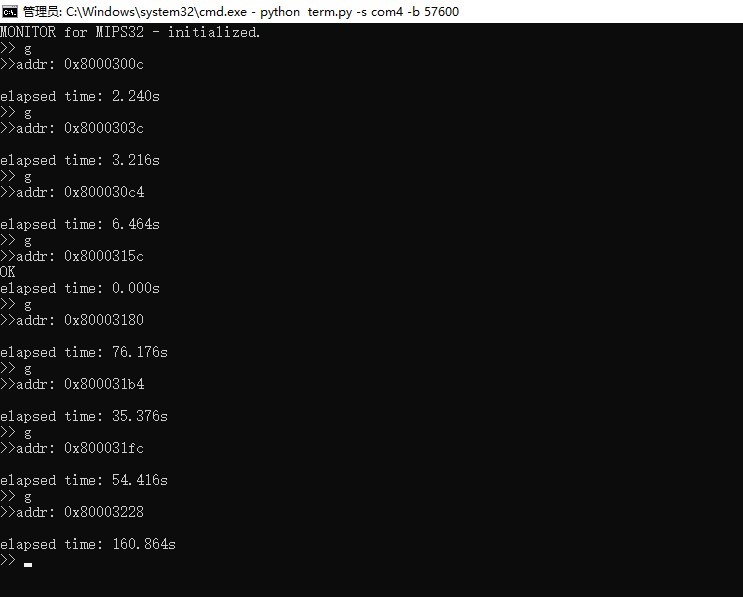 管理员: C:\Windows\system32\cmd.exe - python  term.py -s com4 -b 57600
MONITOR for MIPS32 - initialized.
>> g
>>addr: 0x8000300c
elapsed time: 2.240s
>> g
>>addr: 0x8000303c
elapsed time: 3.216s
>> g
>>addr: 0x800030c4
elapsed time: 6.464s
>> g
>>addr: 0x8000315c
OK
elapsed time: 0.000s
>> g
>>addr: 0x80003180
elapsed time: 76.176s
>> g
>>addr: 0x800031b4
elapsed time: 35.376s
>> g
>>addr: 0x800031fc
elapsed time: 54.416s
>> g
>>addr: 0x80003228
elapsed time: 160.864s
>>